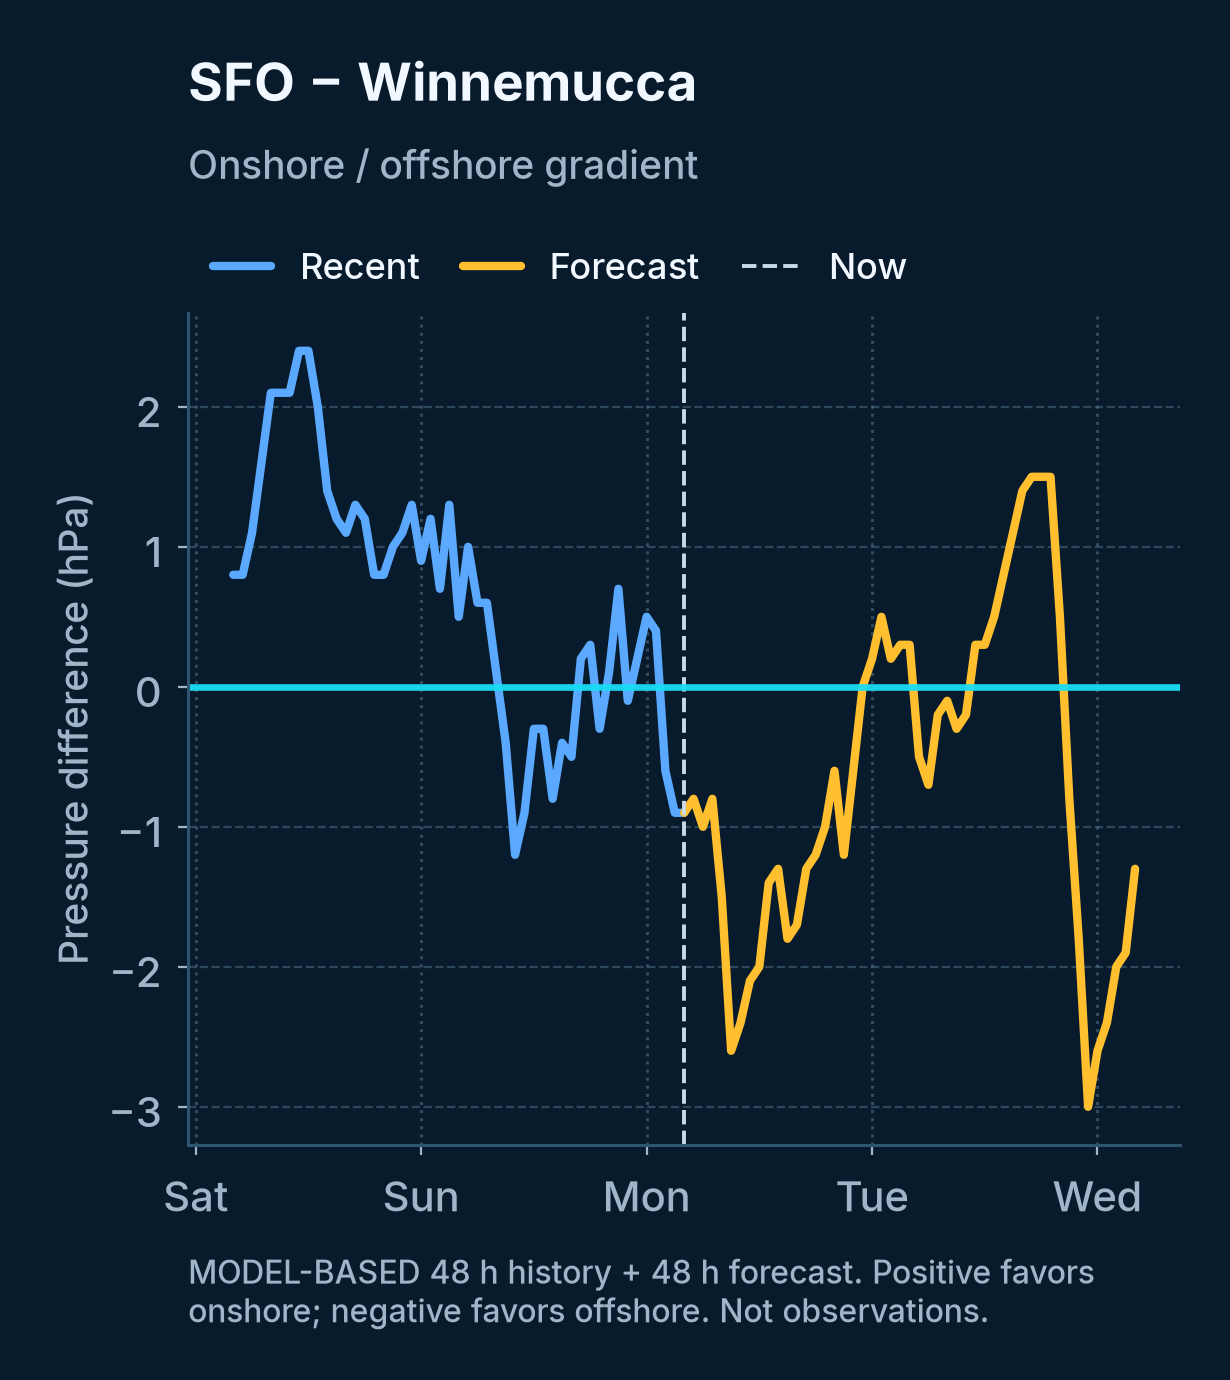 SFO − Winnemucca
Onshore / offshore gradient
Recent Forecast Now
Pressure difference (hPa)
2
1
0
−1
−2
−3
Sat Sun Mon Tue Wed
MODEL-BASED 48 h history + 48 h forecast. Positive favors
onshore; negative favors offshore. Not observations.